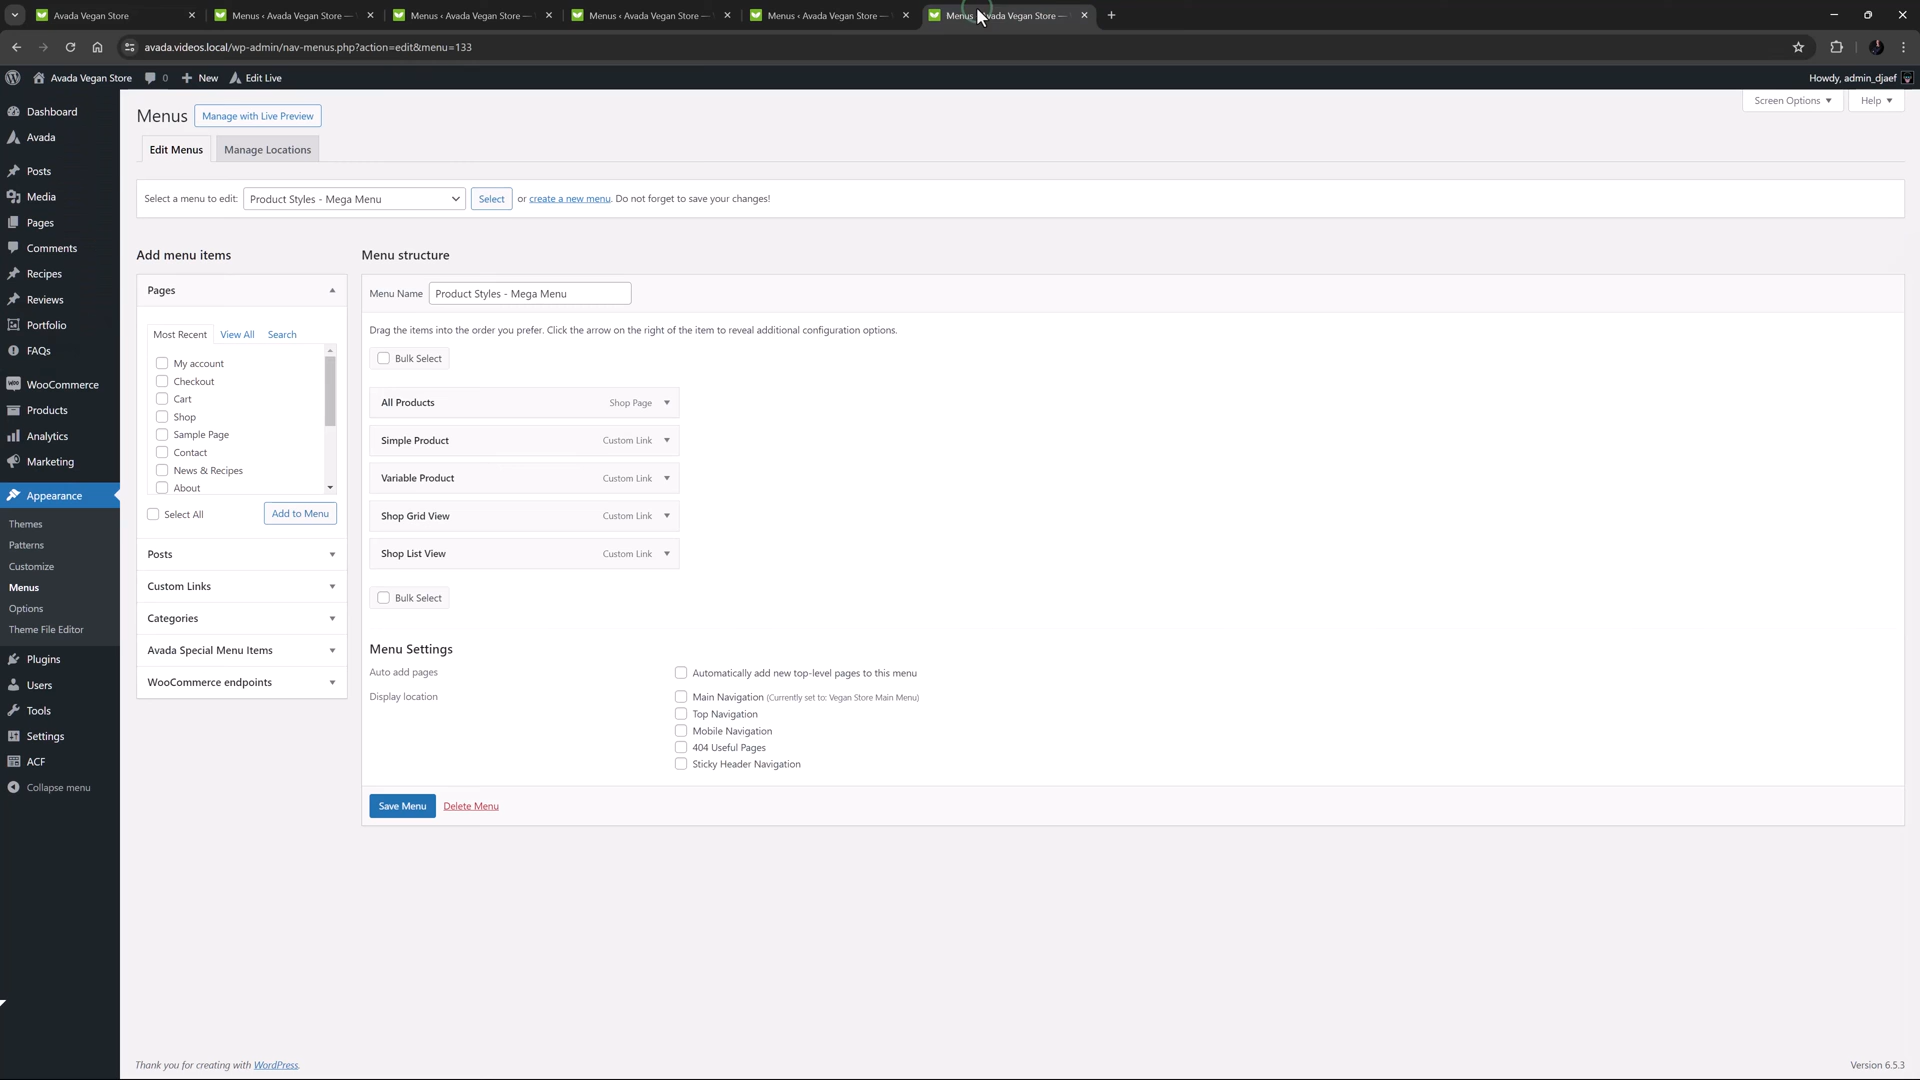 Avada Vegan Store
Menus ‹ Avada Vegan Store —
Menus ‹ Avada Vegan Store —
Menus ‹ Avada Vegan Store —
Menus ‹ Avada Vegan Store —
Menus Avada Vegan Store —
avada.videos.local/wp-admin/nav-menus.php?action=edit&menu=133
Avada Vegan Store
0
New
Edit Live
Howdy, admin_djaef
Dashboard
Avada
Posts
Media
Pages
Comments
Recipes
Reviews
Portfolio
FAQs
WooCommerce
Products
Analytics
Marketing
Appearance
Themes
Patterns
Customize
Menus
Options
Theme File Editor
Plugins
Users
Tools
Settings
ACF
Collapse menu
Menus
Manage with Live Preview
Screen Options
Help
Edit Menus
Manage Locations
Select a menu to edit: Product Styles - Mega Menu Select or create a new menu. Do not forget to save your changes!
Add menu items
Pages
Most Recent
View All
Search
My account
Checkout
Cart
Shop
Sample Page
Contact
News & Recipes
About
Select All
Add to Menu
Posts
Custom Links
Categories
Avada Special Menu Items
WooCommerce endpoints
Menu structure
Menu Name Product Styles - Mega Menu
Drag the items into the order you prefer. Click the arrow on the right of the item to reveal additional configuration options.
Bulk Select
All Products Shop Page
Simple Product Custom Link
Variable Product Custom Link
Shop Grid View Custom Link
Shop List View Custom Link
Bulk Select
Menu Settings
Auto add pages Automatically add new top-level pages to this menu
Display location Main Navigation (Currently set to: Vegan Store Main Menu)
Top Navigation
Mobile Navigation
404 Useful Pages
Sticky Header Navigation
Save Menu Delete Menu
Thank you for creating with WordPress.
Version 6.5.3